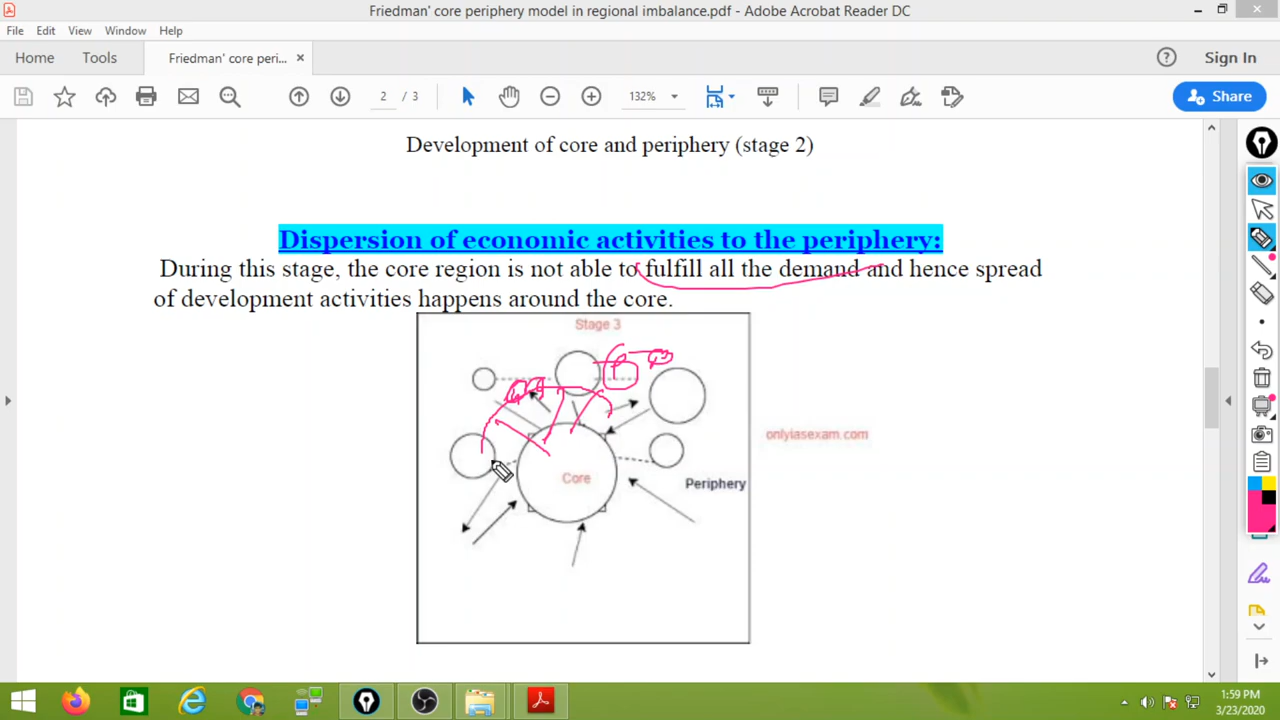 Friedman' core periphery model in regional imbalance.pdf - Adobe Acrobat Reader DC
File Edit View Window Help
Home Tools Friedman' core peri... × Sign In
2 / 3 132% Share
Development of core and periphery (stage 2)
Dispersion of economic activities to the periphery:
During this stage, the core region is not able to fulfill all the demand and hence spread
of development activities happens around the core.
Stage 3
onlyiasexam.com
Core
Periphery
1:59 PM
3/23/2020